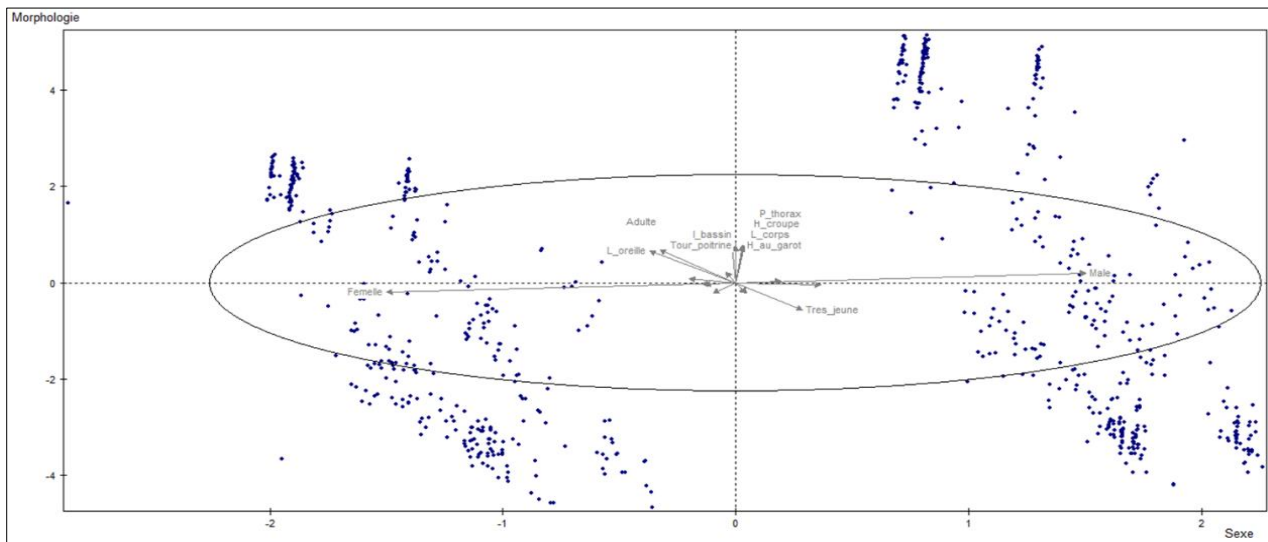 Morphologie
4
P_thorax
Adulte H_croupe
I_bassin L_corps
L_oreille Tour_poitrine H_au_garot
2
0
Femelle Male
Tres_jeune
-2
-4
-2 -1 0 1 2
Sexe